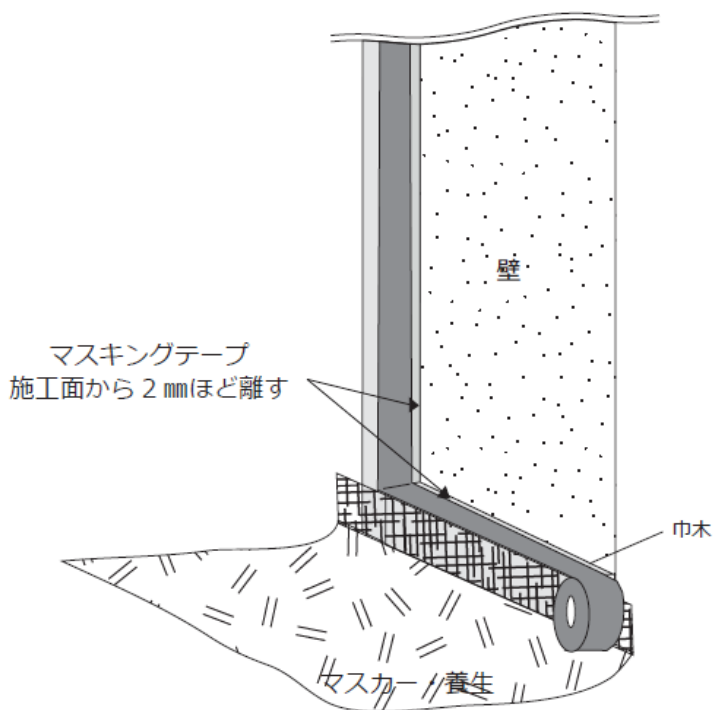 壁
マスキングテープ
施工面から2㎜ほど離す
巾木
マスカー・養生